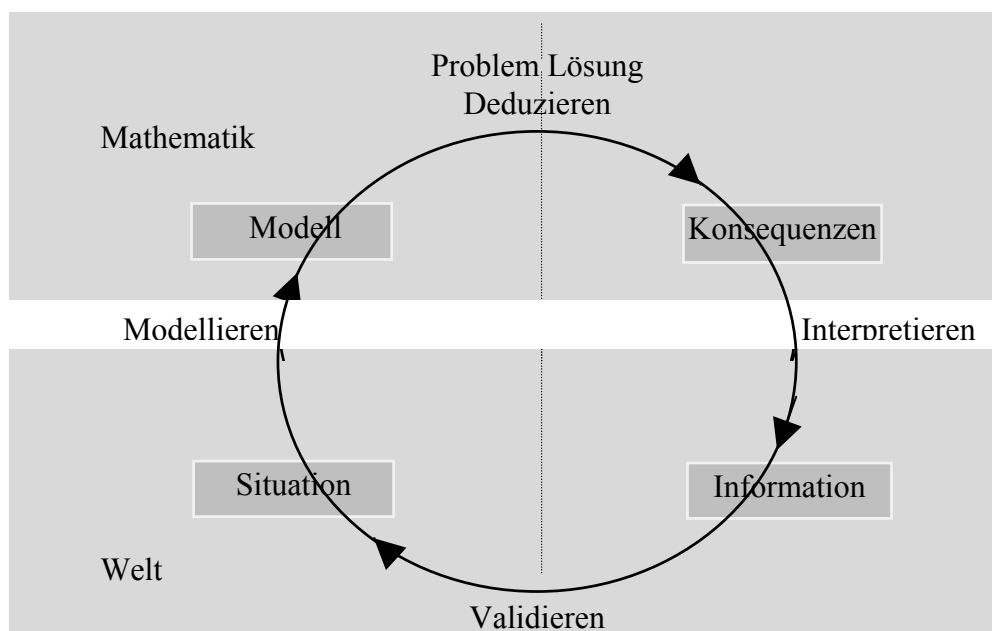 Problem Lösung
Deduzieren
Mathematik
Modell
Konsequenzen
Modellieren
Interpretieren
Situation
Information
Welt
Validieren